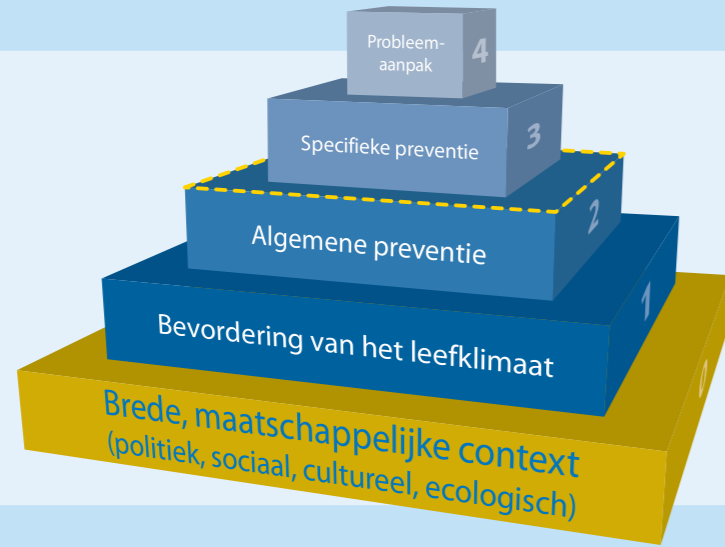 Probleem-
aanpak
4
Specifieke preventie
3
Algemene preventie
2
Bevordering van het leefklimaat
1
Brede, maatschappelijke context
(politiek, sociaal, cultureel, ecologisch)
0